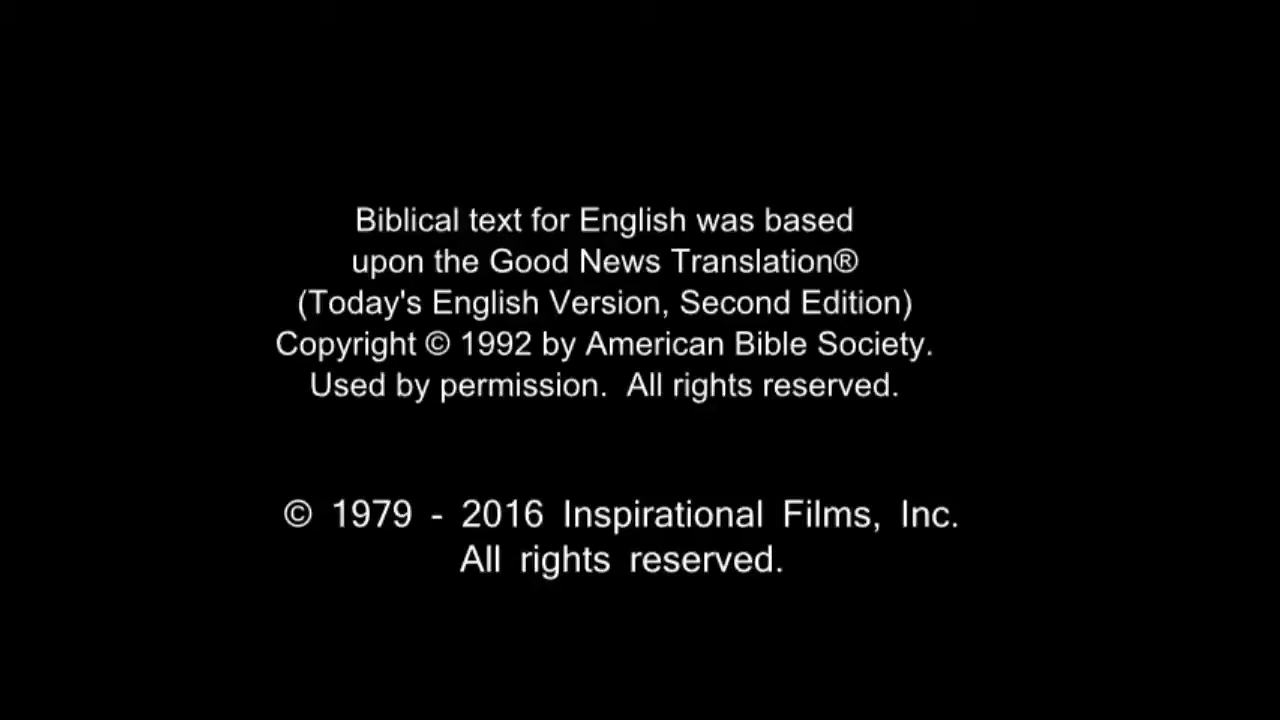 Biblical text for English was based
upon the Good News Translation®
(Today's English Version, Second Edition)
Copyright © 1992 by American Bible Society.
Used by permission.  All rights reserved.
© 1979 - 2016 Inspirational Films, Inc.
All rights reserved.